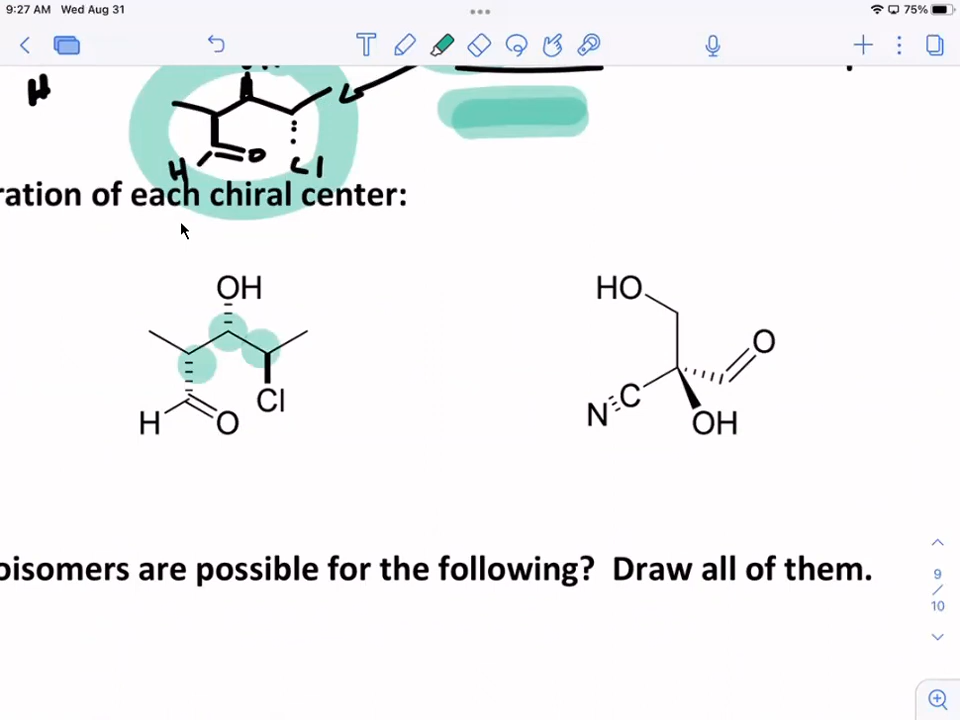 9:27 AM Wed Aug 31
75%
T
H
H
O
Cl
ration of each chiral center:
OH
Cl
H
O
HO
O
N
C
OH
oisomers are possible for the following? Draw all of them.
9
/
10